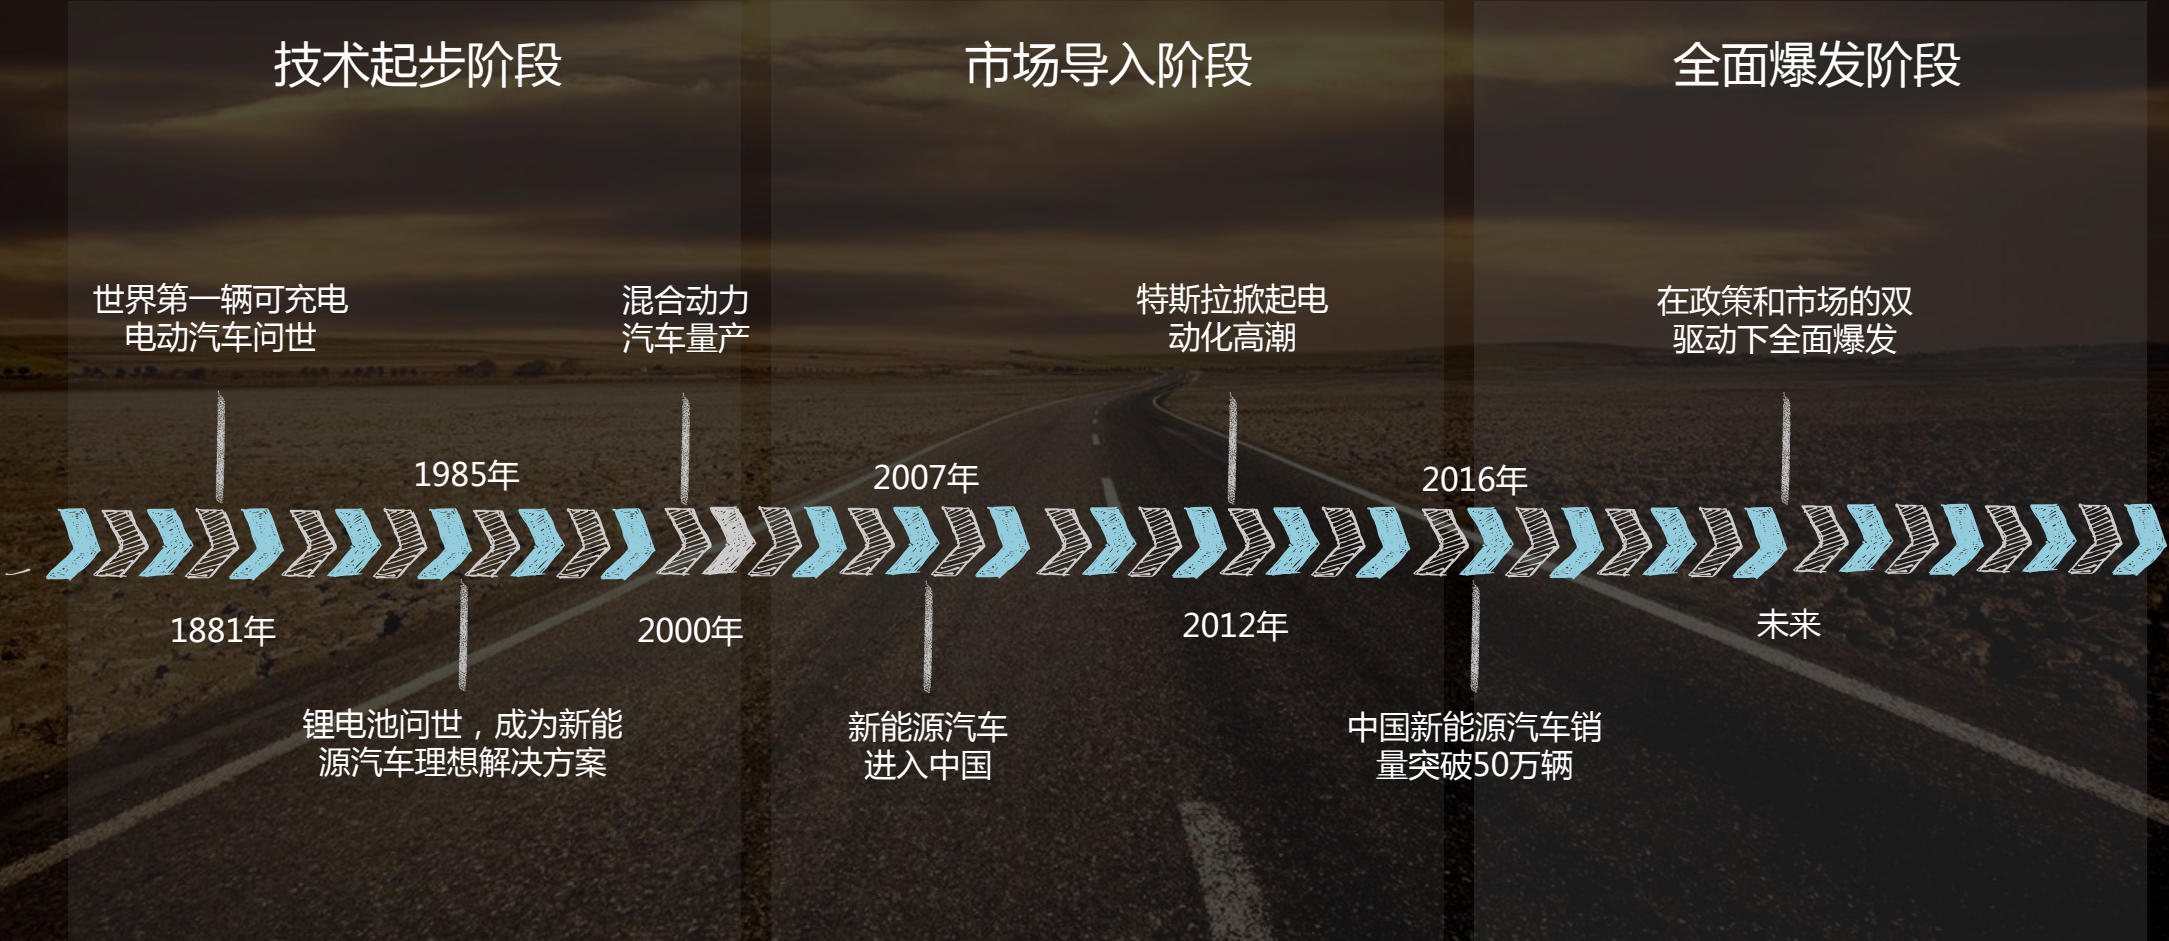 技术起步阶段
市场导入阶段
全面爆发阶段
世界第一辆可充电
电动汽车问世
混合动力
汽车量产
特斯拉掀起电
动化高潮
在政策和市场的双
驱动下全面爆发
1985年
2007年
2016年
1881年
2000年
2012年
未来
锂电池问世，成为新能
源汽车理想解决方案
新能源汽车
进入中国
中国新能源汽车销
量突破50万辆